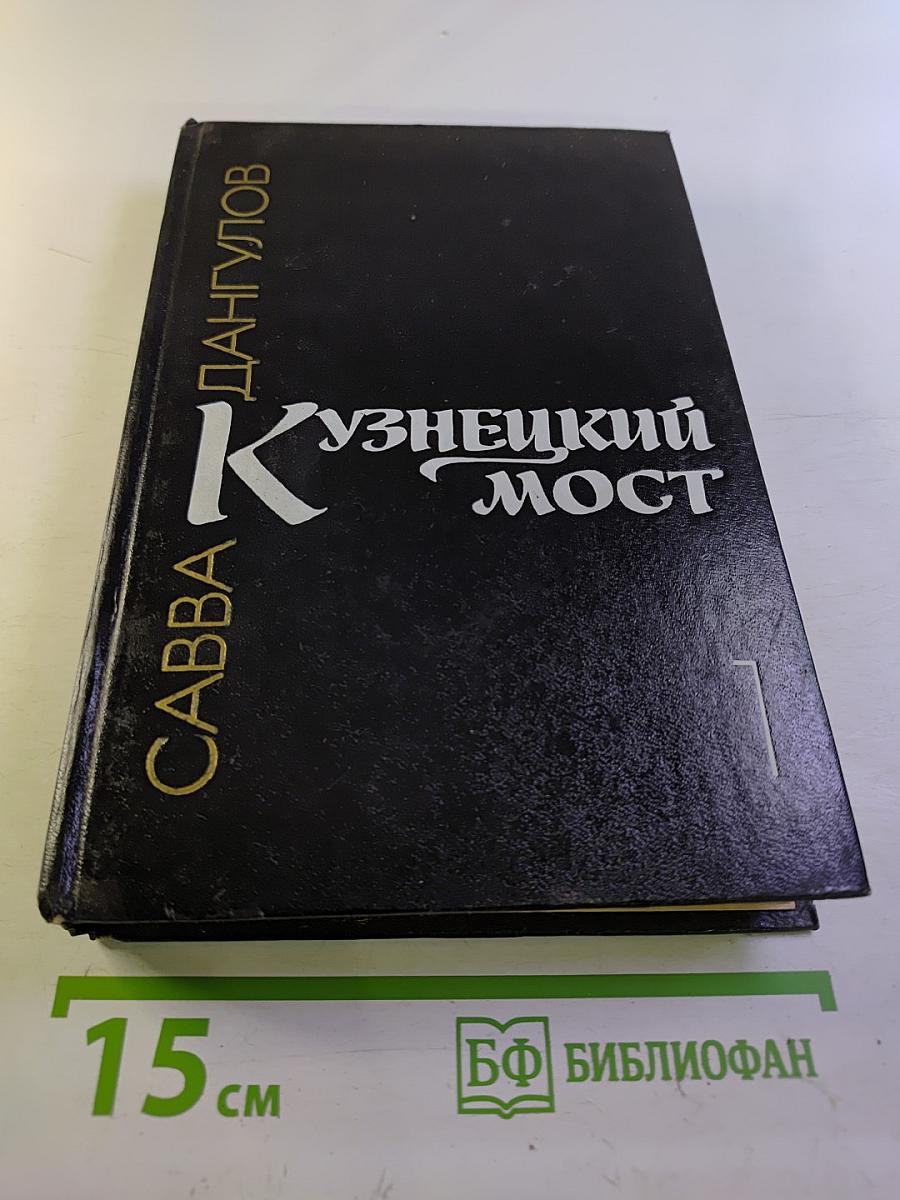 САВВА ДАНГУЛОВ
КУЗНЕЦКИЙ
МОСТ
1
15 см
БФ БИБЛИОФАН